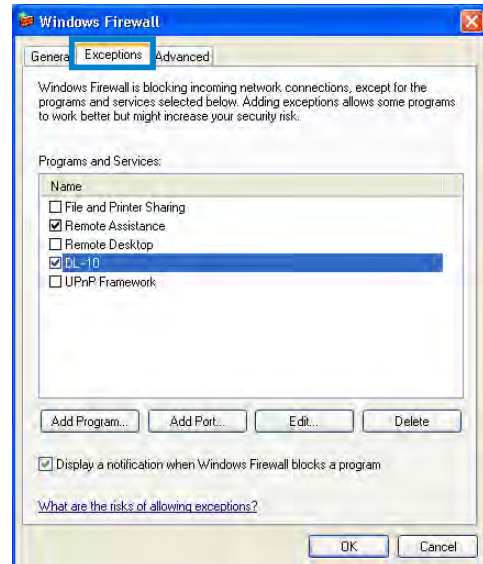 Windows Firewall
General Exceptions Advanced
Windows Firewall is blocking incoming network connections, except for the
programs and services selected below. Adding exceptions allows some programs
to work better but might increase your security risk.
Programs and Services:
Name
File and Printer Sharing
Remote Assistance
Remote Desktop
DL-10
UPnP Framework
Add Program... Add Port... Edit... Delete
Display a notification when Windows Firewall blocks a program
What are the risks of allowing exceptions?
OK Cancel